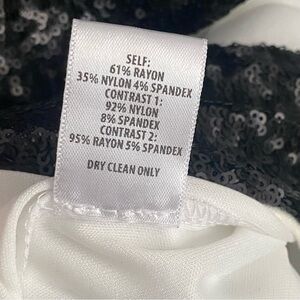 SELF:
61% RAYON
35% NYLON 4% SPANDEX
CONTRAST 1:
92% NYLON
8% SPANDEX
CONTRAST 2:
95% RAYON 5% SPANDEX
DRY CLEAN ONLY